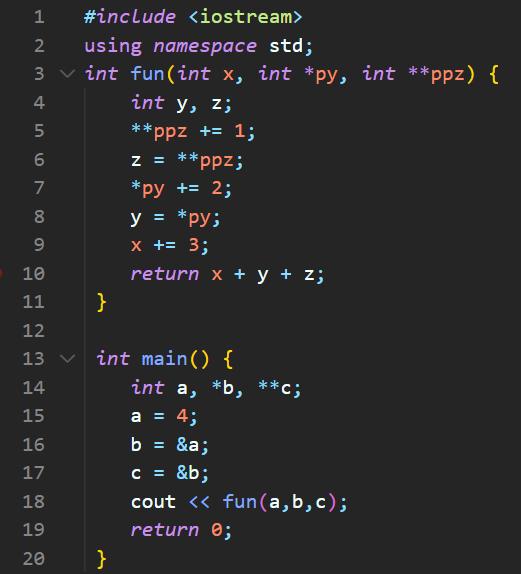 1 #include <iostream>
2 using namespace std;
3 int fun(int x, int *py, int **ppz) {
4 int y, z;
5 **ppz += 1;
6 z = **ppz;
7 *py += 2;
8 y = *py;
9 x += 3;
10 return x + y + z;
11 }
12
13 int main() {
14 int a, *b, **c;
15 a = 4;
16 b = &a;
17 c = &b;
18 cout << fun(a,b,c);
19 return 0;
20 }